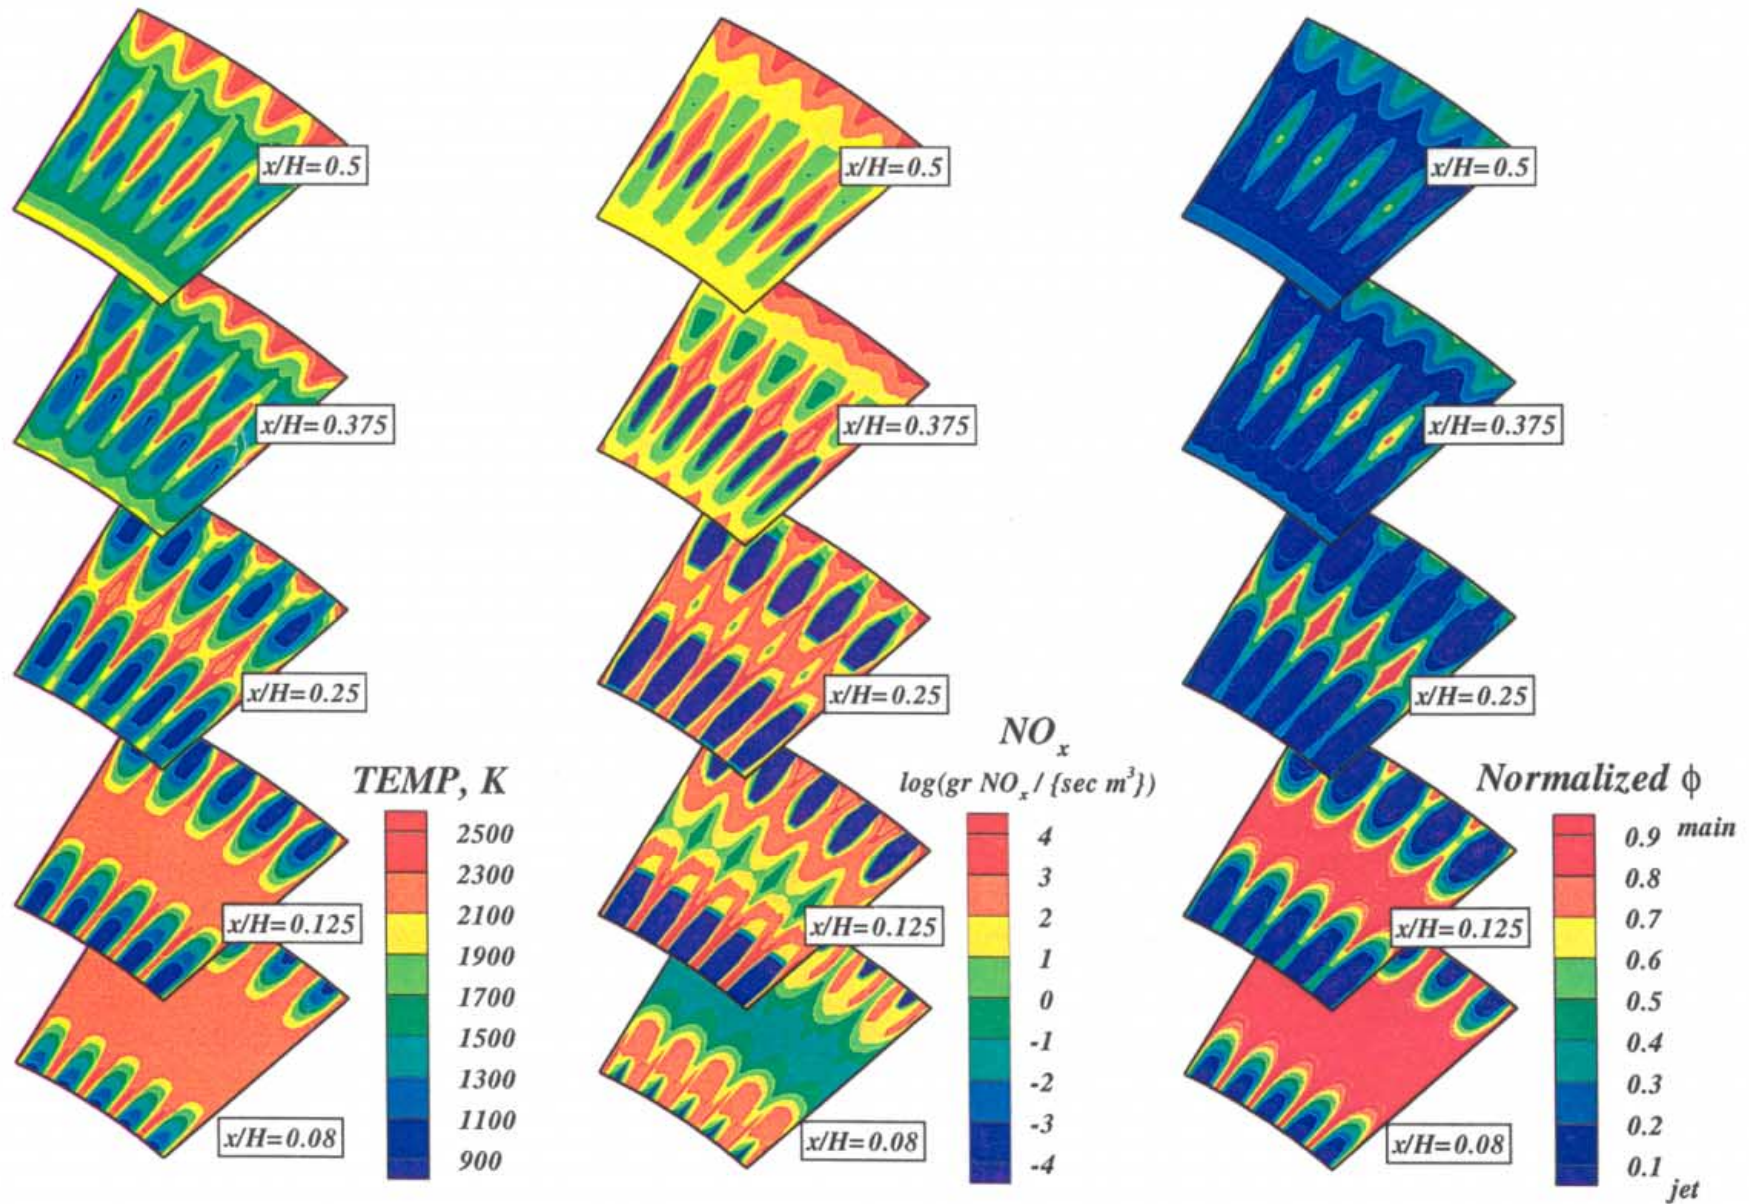 x/H=0.5
x/H=0.375
x/H=0.25
x/H=0.125
x/H=0.08
TEMP, K
2500
2300
2100
1900
1700
1500
1300
1100
900
x/H=0.5
x/H=0.375
x/H=0.25
x/H=0.125
x/H=0.08
NOx
log(gr NOx / {sec m³})
4
3
2
1
0
-1
-2
-3
-4
x/H=0.5
x/H=0.375
x/H=0.25
x/H=0.125
x/H=0.08
Normalized ϕ
0.9 main
0.8
0.7
0.6
0.5
0.4
0.3
0.2
0.1
jet